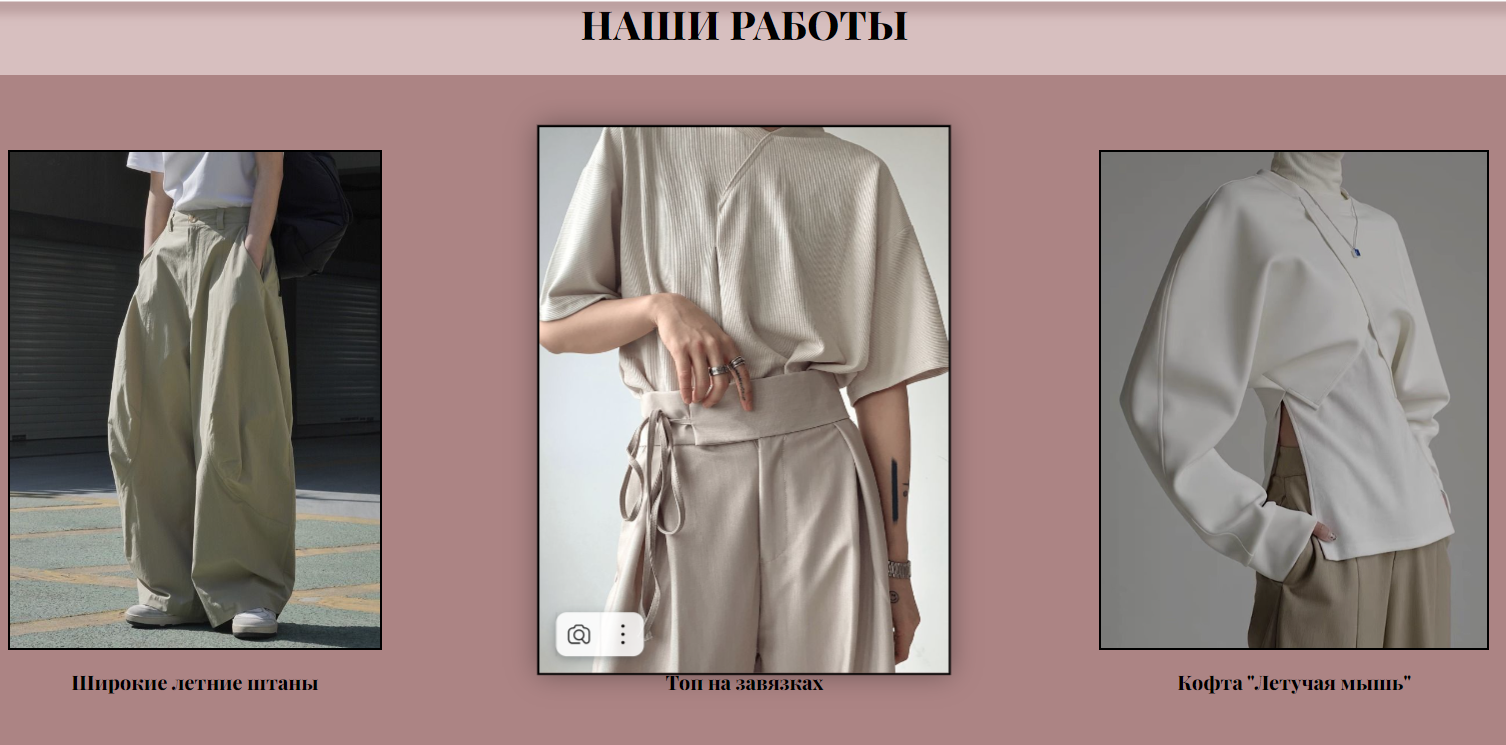 НАШИ РАБОТЫ
Широкие летние штаны
Топ на завязках
Кофта "Летучая мышь"